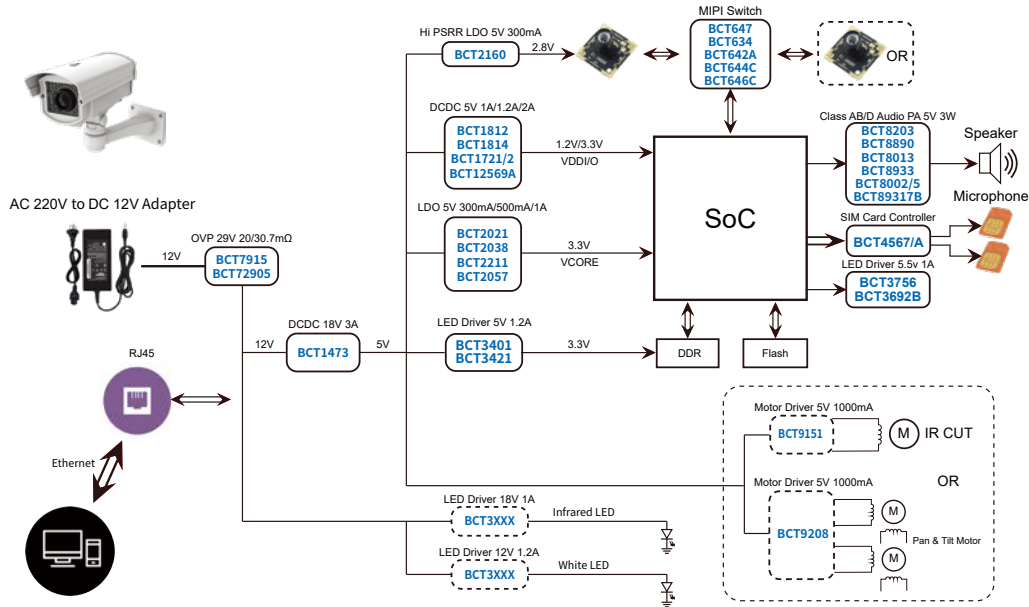 MIPI Switch
BCT647
BCT634
BCT642A
BCT644C
BCT646C
Hi PSRR LDO 5V 300mA
BCT2160
2.8V
OR
DCDC 5V 1A/1.2A/2A
BCT1812
BCT1814
BCT1721/2
BCT12569A
1.2V/3.3V
VDDI/O
Class AB/D Audio PA 5V 3W
BCT8203
BCT8890
BCT8013
BCT8933
BCT8002/5
BCT89317B
Speaker
Microphone
AC 220V to DC 12V Adapter
12V
OVP 29V 20/30.7mΩ
BCT7915
BCT72905
LDO 5V 300mA/500mA/1A
BCT2021
BCT2038
BCT2211
BCT2057
3.3V
VCORE
SoC
SIM Card Controller
BCT4567/A
LED Driver 5.5v 1A
BCT3756
BCT3692B
12V
DCDC 18V 3A
BCT1473
5V
LED Driver 5V 1.2A
BCT3401
BCT3421
3.3V
DDR
Flash
RJ45
Ethernet
Motor Driver 5V 1000mA
BCT9151
M
IR CUT
OR
Motor Driver 5V 1000mA
BCT9208
M
Pan & Tilt Motor
M
LED Driver 18V 1A
BCT3XXX
Infrared LED
LED Driver 12V 1.2A
BCT3XXX
White LED